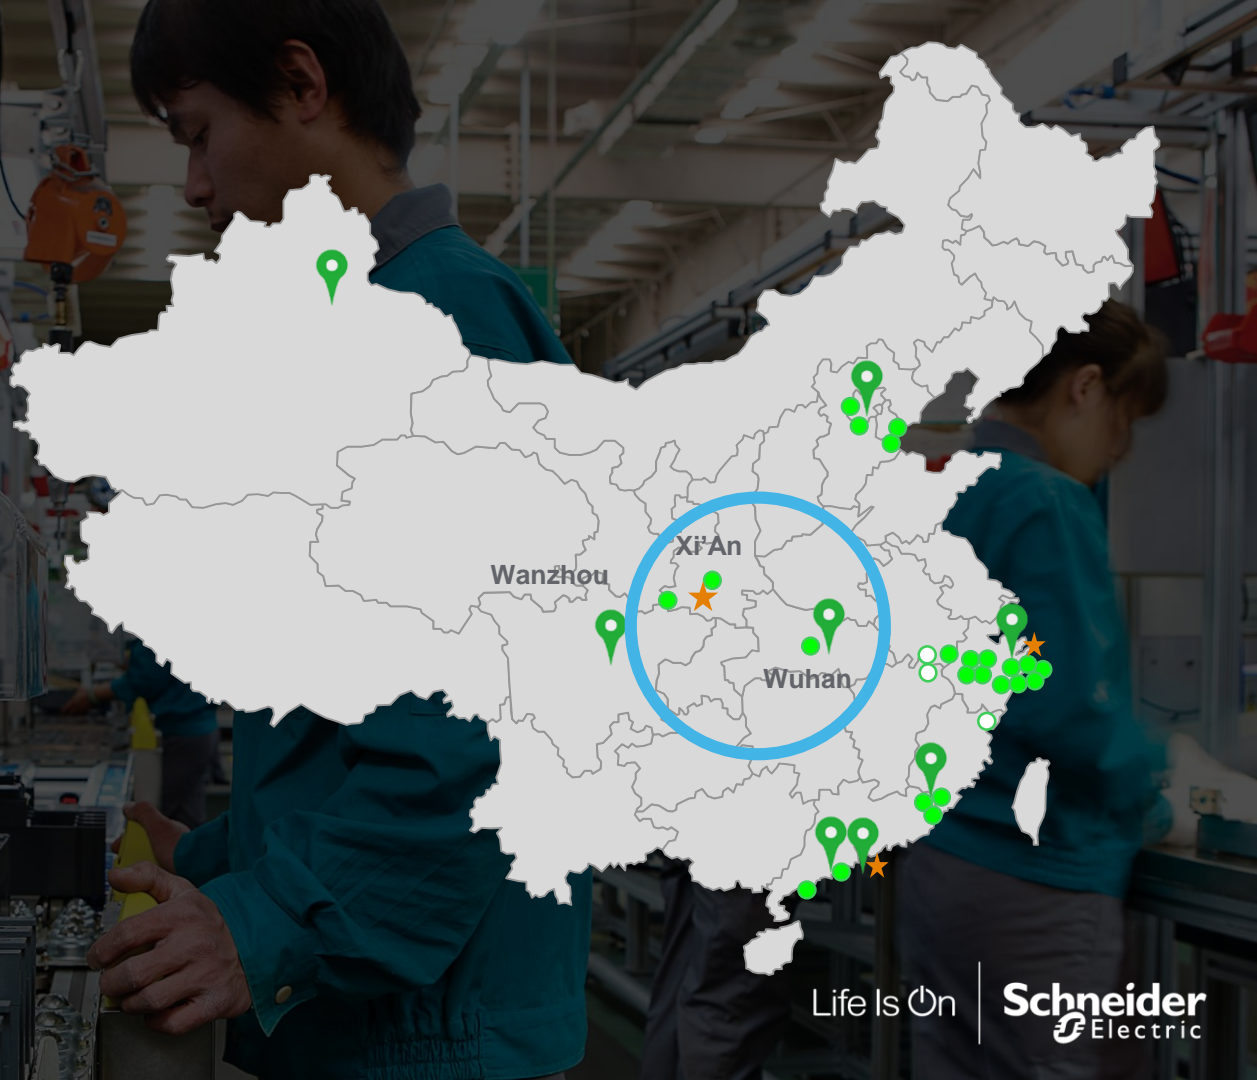 Xi’An
Wanzhou
Wuhan
Life Is On
Schneider
Electric